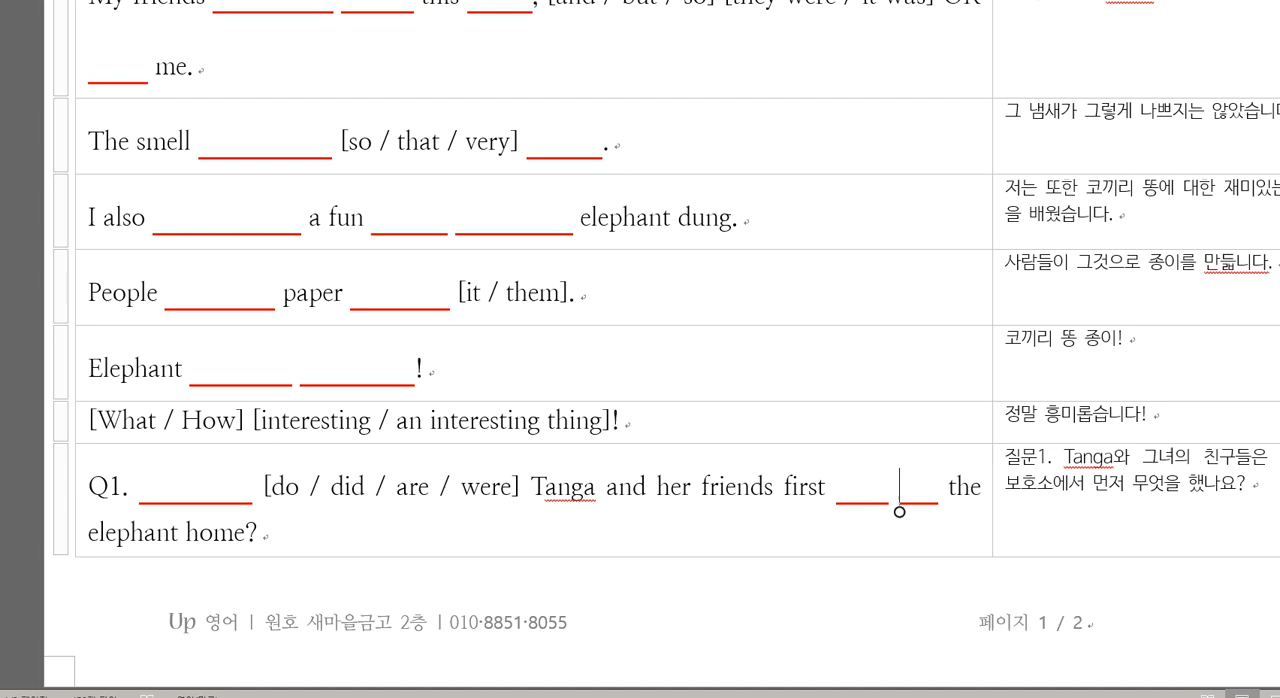 My friends this , [and / but / so] [they were / it was] OR
me.
그 냄새가 그렇게 나쁘지는 않았습니
The smell [so / that / very] .
저는 또한 코끼리 똥에 대한 재미있는
을 배웠습니다.
I also a fun elephant dung.
사람들이 그것으로 종이를 만듧니다.
People paper [it / them].
코끼리 똥 종이!
Elephant !
정말 흥미롭습니다!
[What / How] [interesting / an interesting thing]!
질문1. Tanga와 그녀의 친구들은
보호소에서 먼저 무엇을 했나요?
Q1. [do / did / are / were] Tanga and her friends first the
elephant home?
Up 영어 | 원호 새마을금고 2층 | 010·8851·8055
페이지 1 / 2